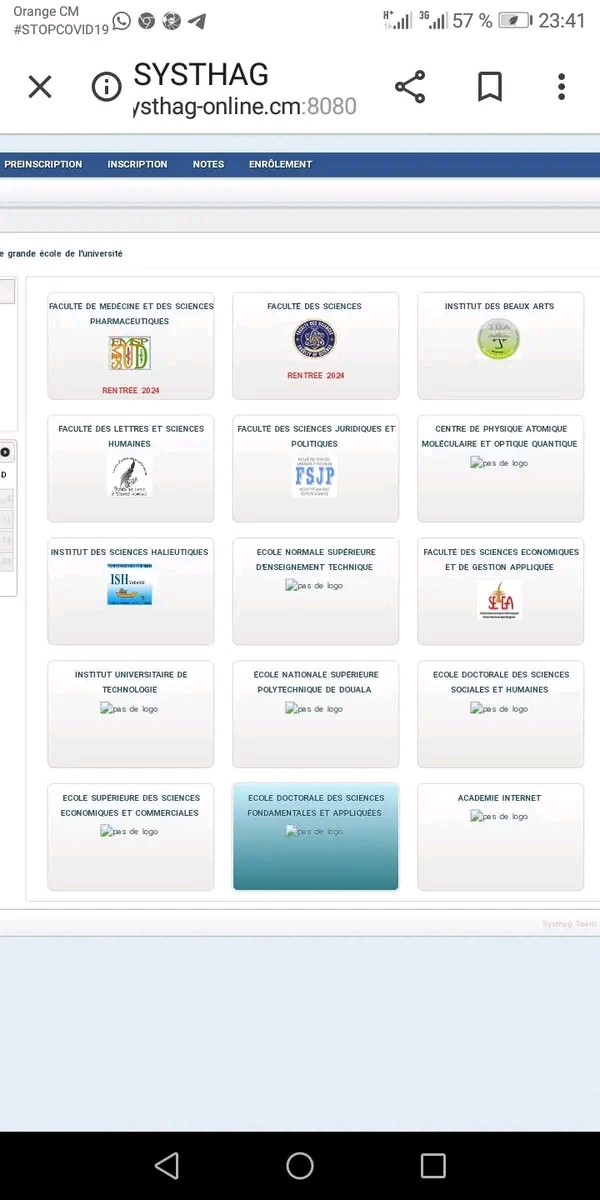 Orange CM
#STOPCOVID19
H+
3G
57 %
23:41
SYSTHAG
ysthag-online.cm:8080
PREINSCRIPTION
INSCRIPTION
NOTES
ENRÔLEMENT
e grande école de l'université
FACULTÉ DE MEDÉCINE ET DES SCIENCES
PHARMACEUTIQUES
RENTRÉE 2024
FACULTÉ DES SCIENCES
RENTRÉE 2024
INSTITUT DES BEAUX ARTS
IBA
FACULTÉ DES LETTRES ET SCIENCES
HUMAINES
FACULTÉ DES SCIENCES JURIDIQUES ET
POLITIQUES
FSJP
CENTRE DE PHYSIQUE ATOMIQUE
MOLÉCULAIRE ET OPTIQUE QUANTIQUE
pas de logo
D
INSTITUT DES SCIENCES HALIEUTIQUES
ISH Yabassi
ECOLE NORMALE SUPÉRIEURE
D'ENSEIGNEMENT TECHNIQUE
pas de logo
FACULTÉ DES SCIENCES ECONOMIQUES
ET DE GESTION APPLIQUÉE
INSTITUT UNIVERSITAIRE DE
TECHNOLOGIE
pas de logo
ÉCOLE NATIONALE SUPÉRIEURE
POLYTECHNIQUE DE DOUALA
pas de logo
ECOLE DOCTORALE DES SCIENCES
SOCIALES ET HUMAINES
pas de logo
ECOLE SUPÉRIEURE DES SCIENCES
ECONOMIQUES ET COMMERCIALES
pas de logo
ECOLE DOCTORALE DES SCIENCES
FONDAMENTALES ET APPLIQUÉES
pas de logo
ACADEMIE INTERNET
pas de logo
Systhag Team